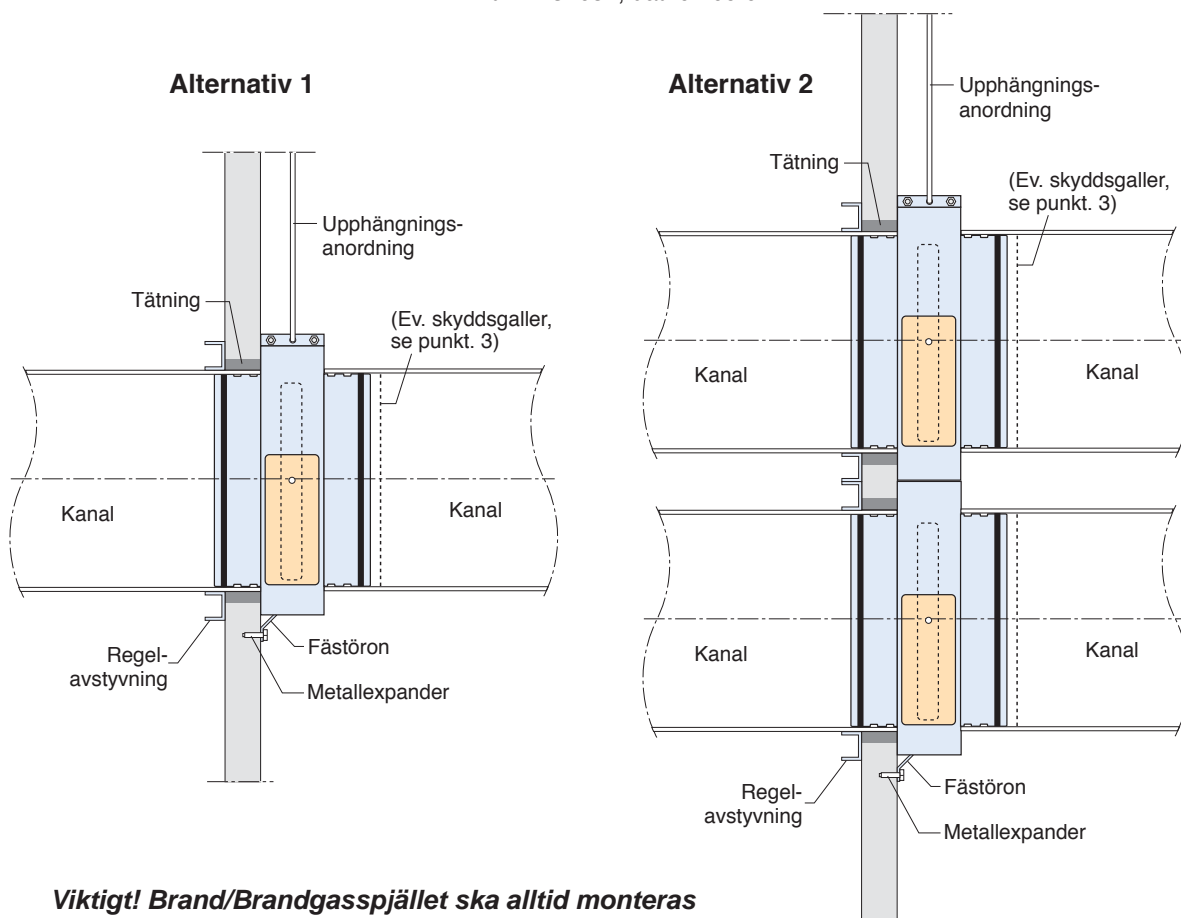 Alternativ 1
Upphängnings-
anordning
Tätning
(Ev. skyddsgaller,
se punkt. 3)
Kanal
Kanal
Regel-
avstyvning
Fästöron
Metallexpander
Alternativ 2
Upphängnings-
anordning
Tätning
(Ev. skyddsgaller,
se punkt. 3)
Kanal
Kanal
Kanal
Kanal
Regel-
avstyvning
Fästöron
Metallexpander
Viktigt! Brand/Brandgasspjället ska alltid monteras